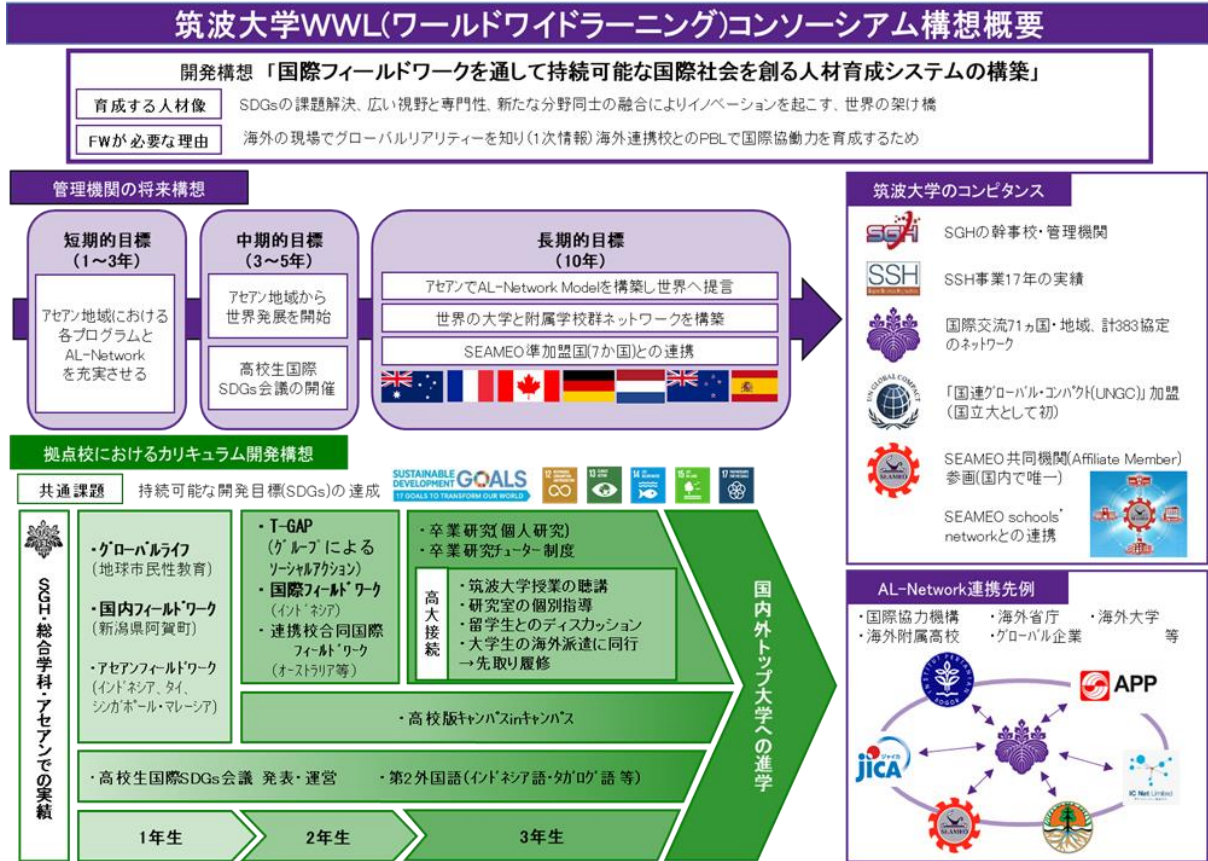 筑波大学WWL(ワールドワイドラーニング)コンソーシアム構想概要
開発構想 「国際フィールドワークを通して持続可能な国際社会を創る人材育成システムの構築」
育成する人材像
SDGsの課題解決、広い視野と専門性、新たな分野同士の融合によりイノベーションを起こす、世界の架け橋
FWが必要な理由
海外の現場でグローバルリアリティーを知り(1次情報)海外連携校とのPBLで国際協働力を育成するため
管理機関の将来構想
短期的目標
(1～3年)
アセアン地域における
各プログラムと
AL-Network
を充実させる
中期的目標
(3～5年)
アセアン地域から
世界発展を開始
高校生国際
SDGs会議の開催
長期的目標
(10年)
アセアンでAL-Network Modelを構築し世界へ提言
世界の大学と附属学校群ネットワークを構築
SEAMEO準加盟国(7か国)との連携
筑波大学のコンピタンス
SGH
SGHの幹事校・管理機関
SSH
SSH事業17年の実績
国際交流71ヵ国・地域、計383協定
のネットワーク
UN GLOBAL COMPACT
「国連グローバル・コンパクト(UNGC)」加盟
(国立大として初)
SEAMEO
SEAMEO共同機関(Affiliate Member)
参画(国内で唯一)
SEAMEO schools'
networkとの連携
拠点校におけるカリキュラム開発構想
共通課題
持続可能な開発目標(SDGs)の達成
SUSTAINABLE
DEVELOPMENT GOALS
17 GOALS TO TRANSFORM OUR WORLD
12
13
14
15
17
SGH・総合学科・アセアンでの実績
・グローバルライフ
(地球市民性教育)
・国内フィールドワーク
(新潟県阿賀町)
・アセアンフィールドワーク
(インドネシア、タイ、
シンガポール・マレーシア)
・T-GAP
(グループによる
ソーシャルアクション)
・国際フィールドワーク
(インドネシア)
・連携校合同国際
フィールドワーク
(オーストラリア等)
・卒業研究(個人研究)
・卒業研究チューター制度
高大接続
・筑波大学授業の聴講
・研究室の個別指導
・留学生とのディスカッション
・大学生の海外派遣に同行
→先取り履修
・高校版キャンパスinキャンパス
・高校生国際SDGs会議 発表・運営
・第2外国語(インドネシア語・タガログ語 等)
1年生
2年生
3年生
国内外トップ大学への進学
AL-Network連携先例
・国際協力機構 ・海外省庁 ・海外大学
・海外附属高校 ・グローバル企業 等
INSTITUT PERTANIAN
BOGOR
APP
ジャイカ
JICA
IC Net Limited
SEAMEO